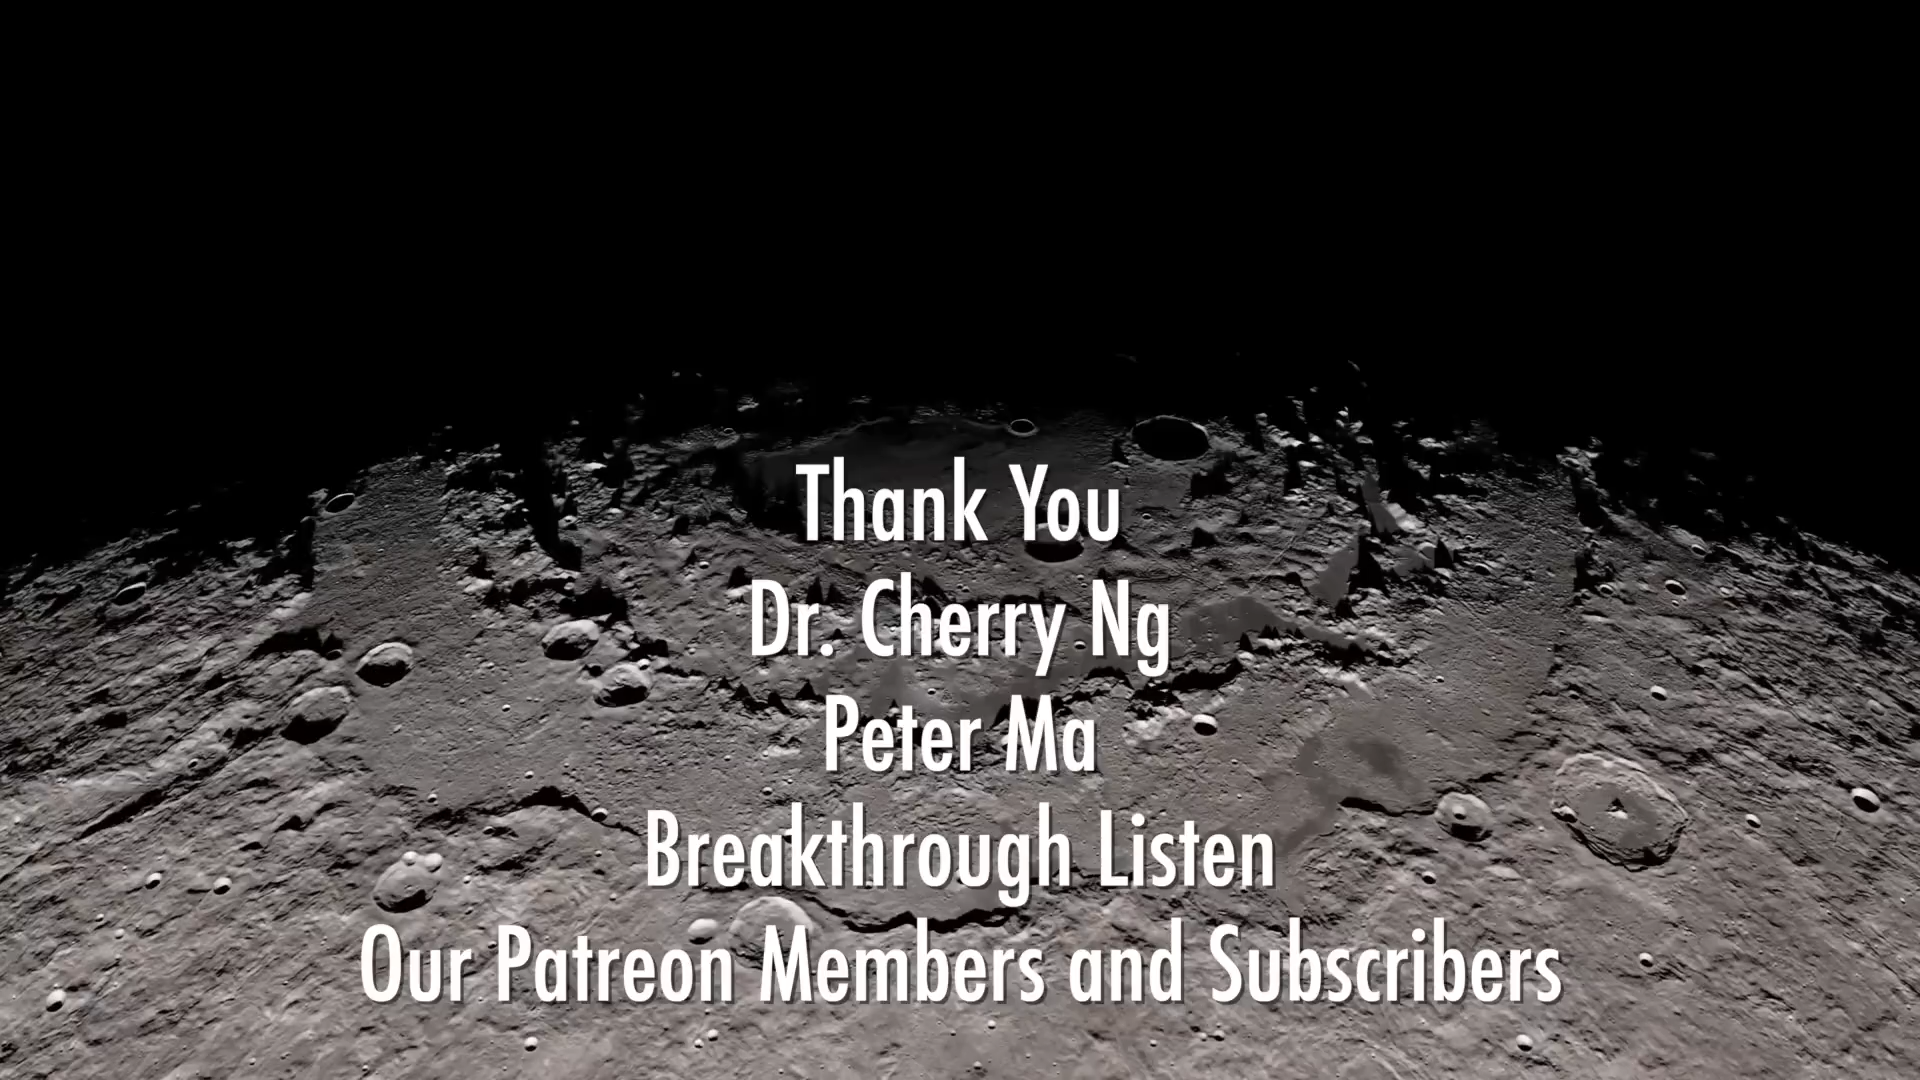 Thank You
Dr. Cherry Ng
Peter Ma
Breakthrough Listen
Our Patreon Members and Subscribers